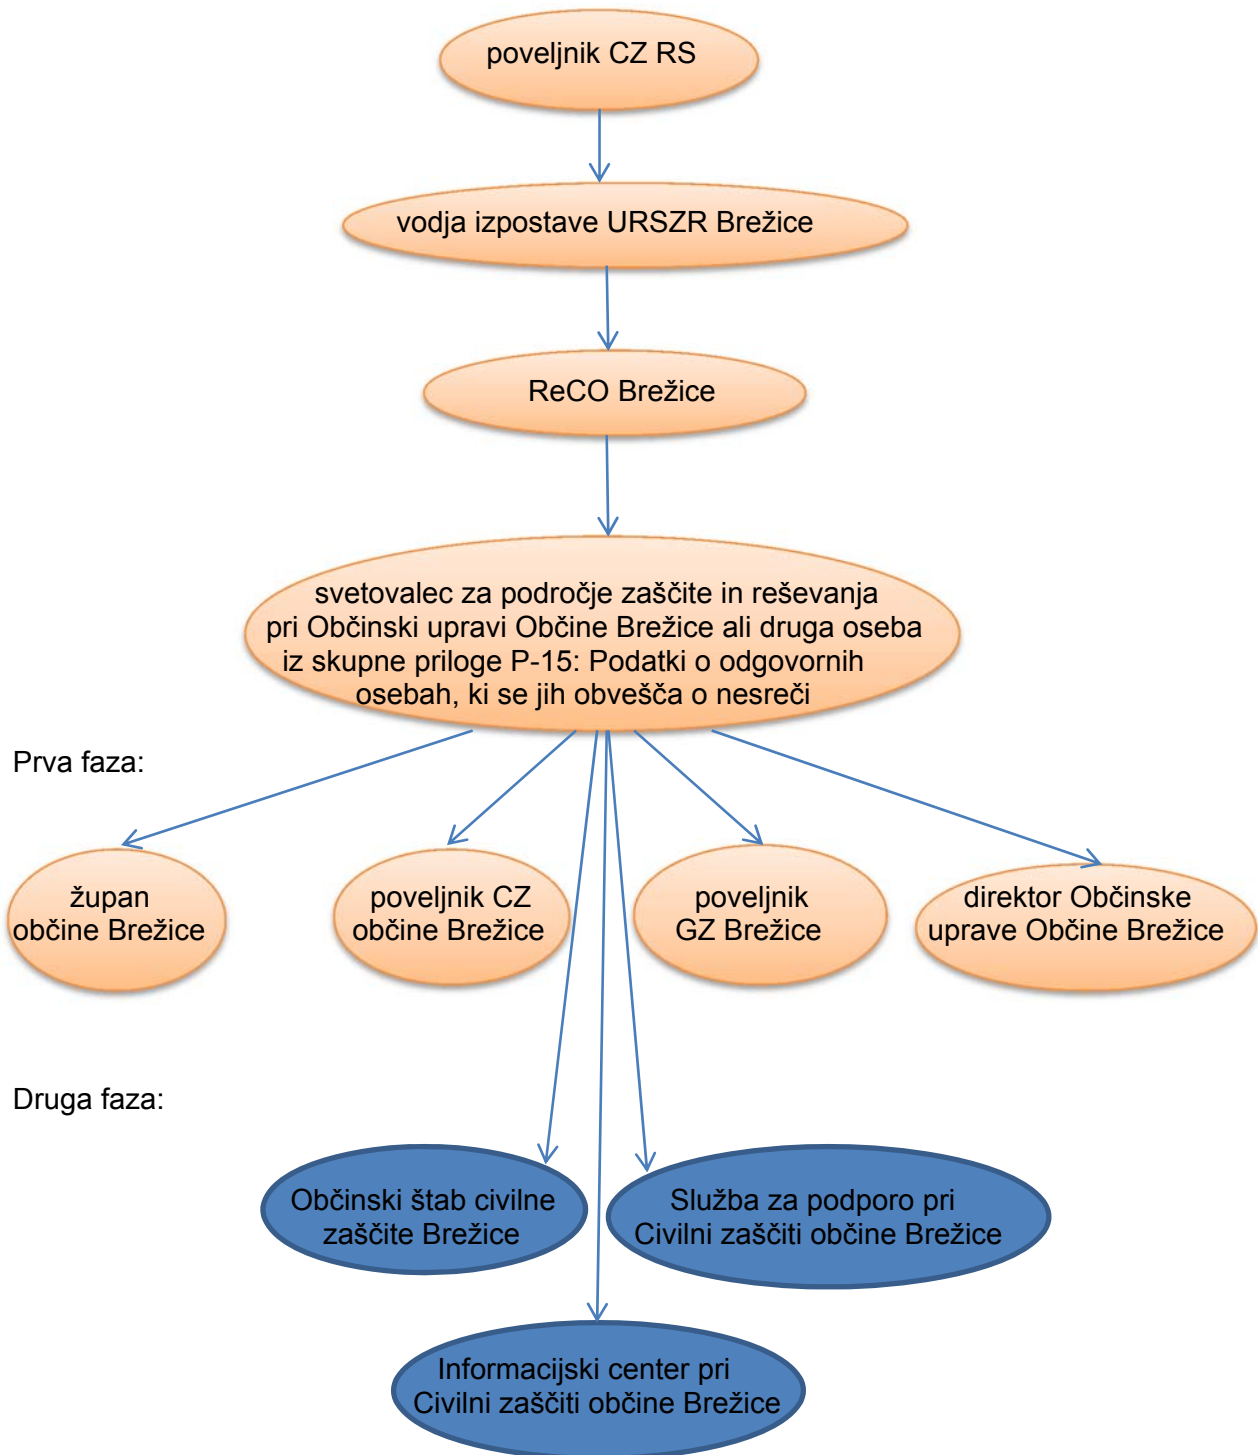 poveljnik CZ RS
vodja izpostave URSZR Brežice
ReCO Brežice
svetovalec za področje zaščite in reševanja
pri Občinski upravi Občine Brežice ali druga oseba
iz skupne priloge P-15: Podatki o odgovornih
osebah, ki se jih obvešča o nesreči
Prva faza:
župan
občine Brežice
poveljnik CZ
občine Brežice
poveljnik
GZ Brežice
direktor Občinske
uprave Občine Brežice
Druga faza:
Občinski štab civilne
zaščite Brežice
Služba za podporo pri
Civilni zaščiti občine Brežice
Informacijski center pri
Civilni zaščiti občine Brežice